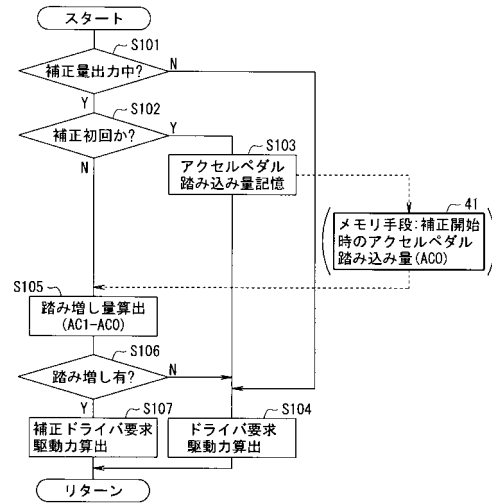 スタート
S101
補正量出力中?
N
Y
S102
補正初回か?
Y
N
S103
アクセルペダル
踏み込み量記憶
41
メモリ手段:補正開始
時のアクセルペダル
踏み込み量(AC0)
S105
踏み増し量算出
(AC1-AC0)
S106
踏み増し有?
N
Y
S107
補正ドライバ要求
駆動力算出
S104
ドライバ要求
駆動力算出
リターン